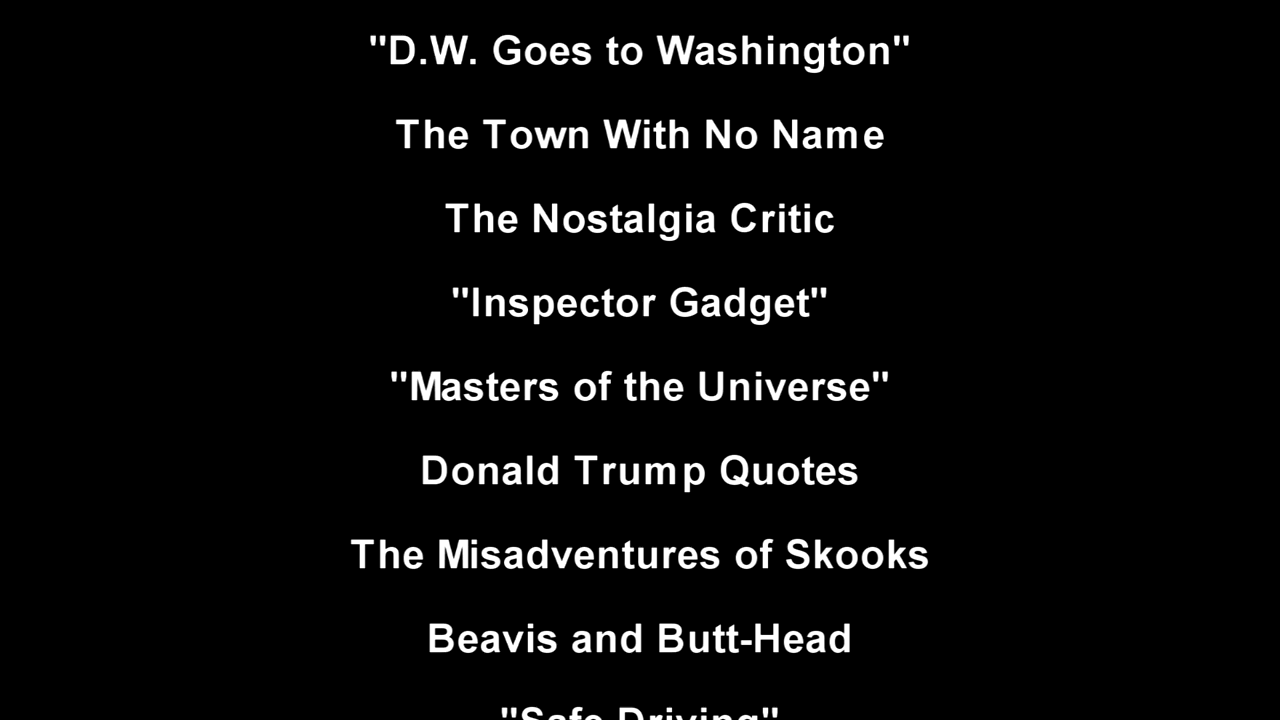 "D.W. Goes to Washington"
The Town With No Name
The Nostalgia Critic
"Inspector Gadget"
"Masters of the Universe"
Donald Trump Quotes
The Misadventures of Skooks
Beavis and Butt-Head
"Safe Driving"